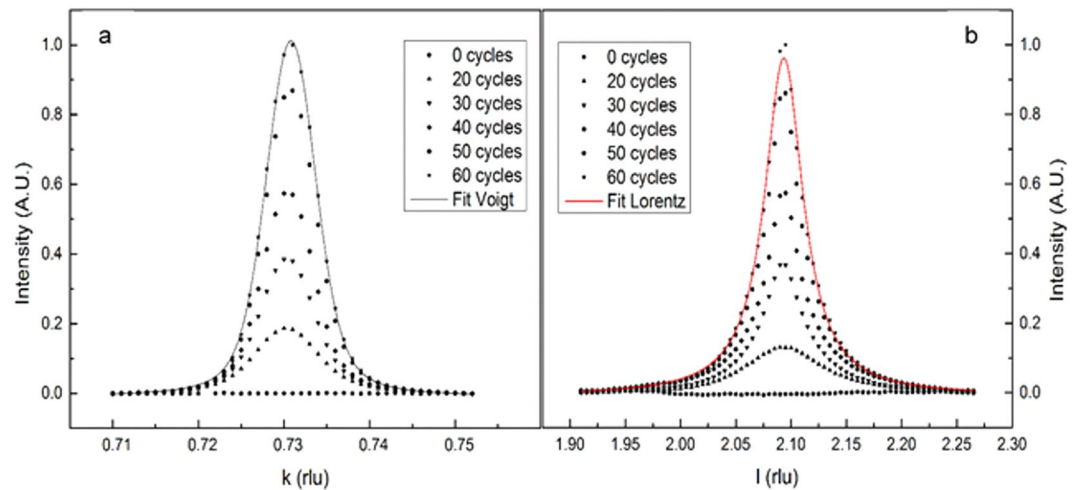 a
1.0
0.8
0.6
0.4
0.2
0.0
Intensity (A.U.)
0 cycles
20 cycles
30 cycles
40 cycles
50 cycles
60 cycles
Fit Voigt
0.71
0.72
0.73
0.74
0.75
k (rlu)
b
0 cycles
20 cycles
30 cycles
40 cycles
50 cycles
60 cycles
Fit Lorentz
1.0
0.8
0.6
0.4
0.2
0.0
Intensity (A.U.)
1.90
1.95
2.00
2.05
2.10
2.15
2.20
2.25
2.30
l (rlu)